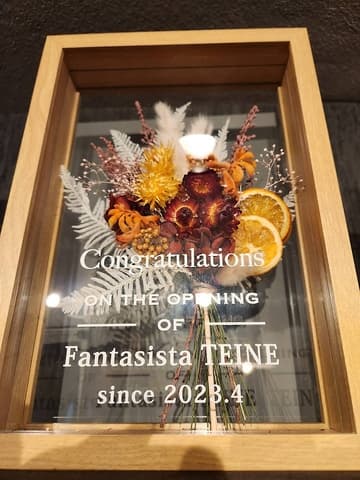 Congratulations
ON THE OPENING
OF
Fantasista TEINE
since 2023.4